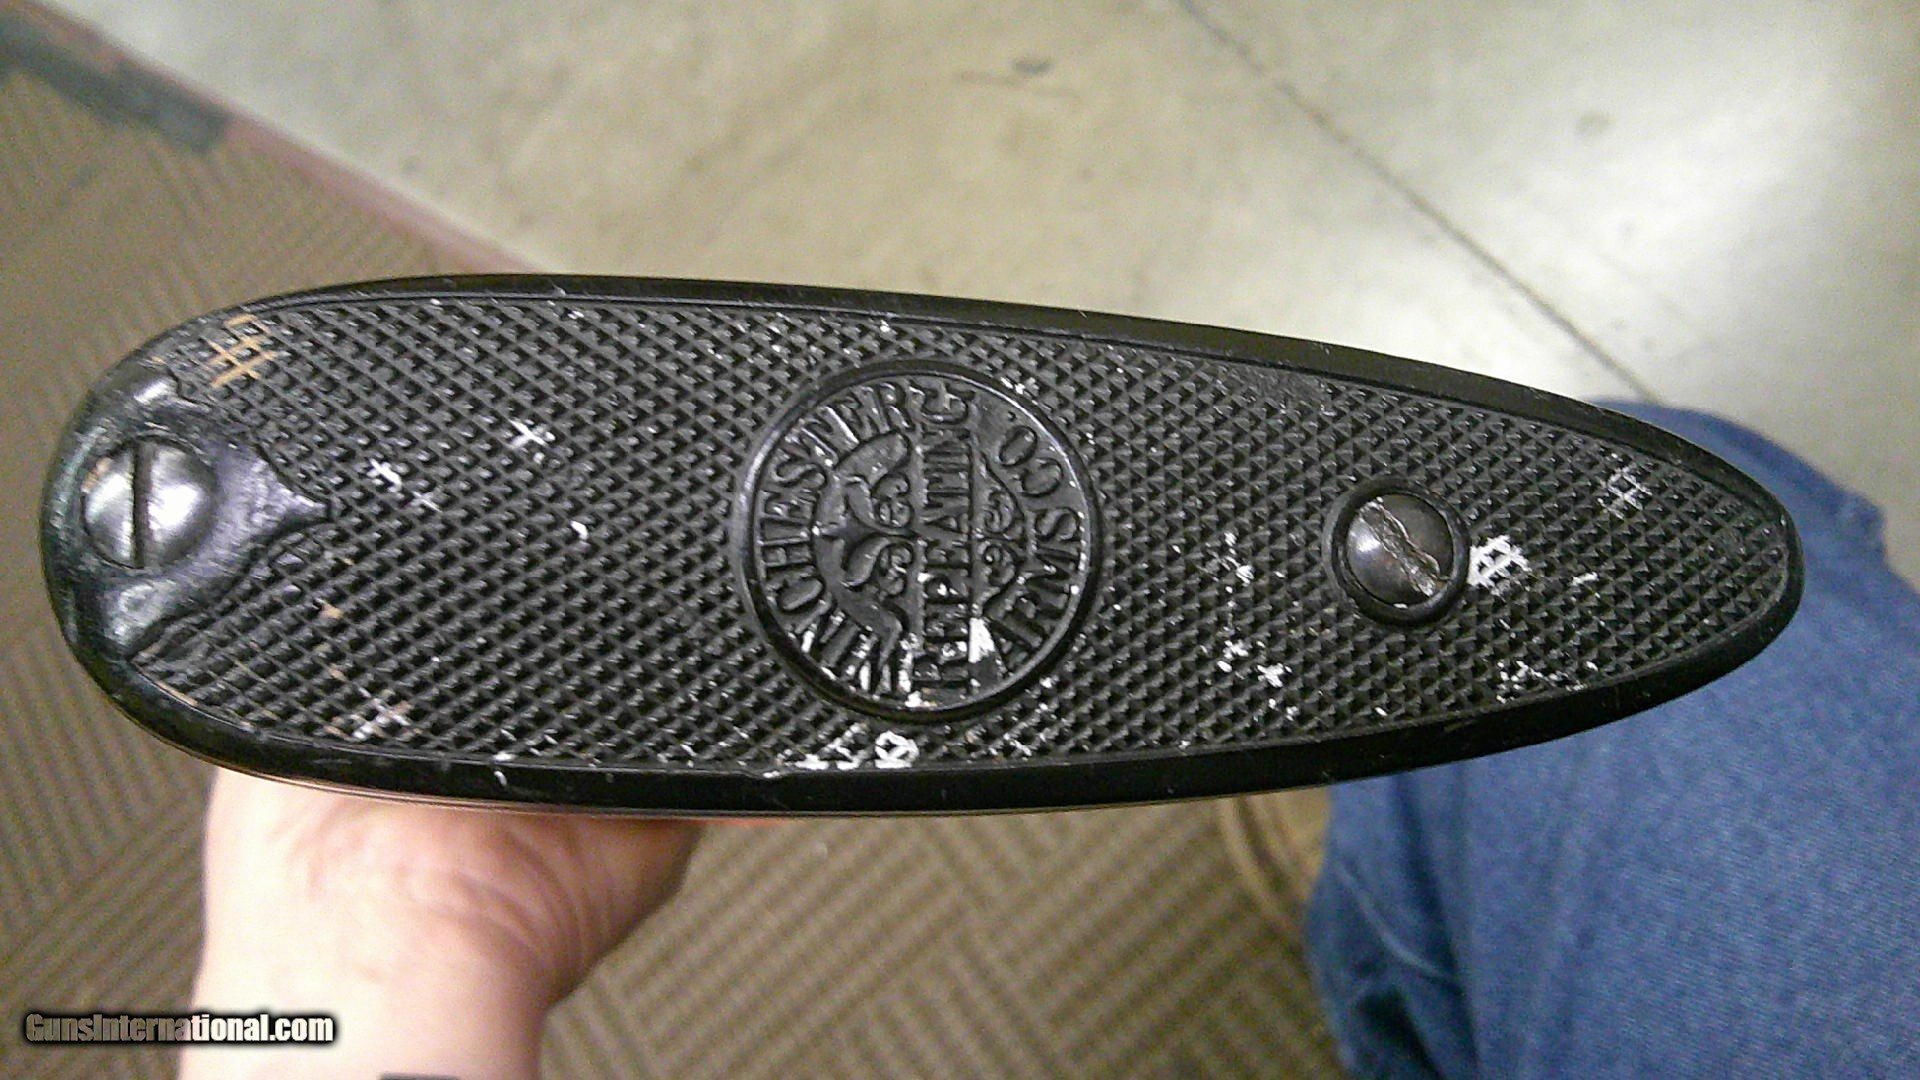 WINCHESTER
REPEATING
ARMS CO.
GunsInternational.com